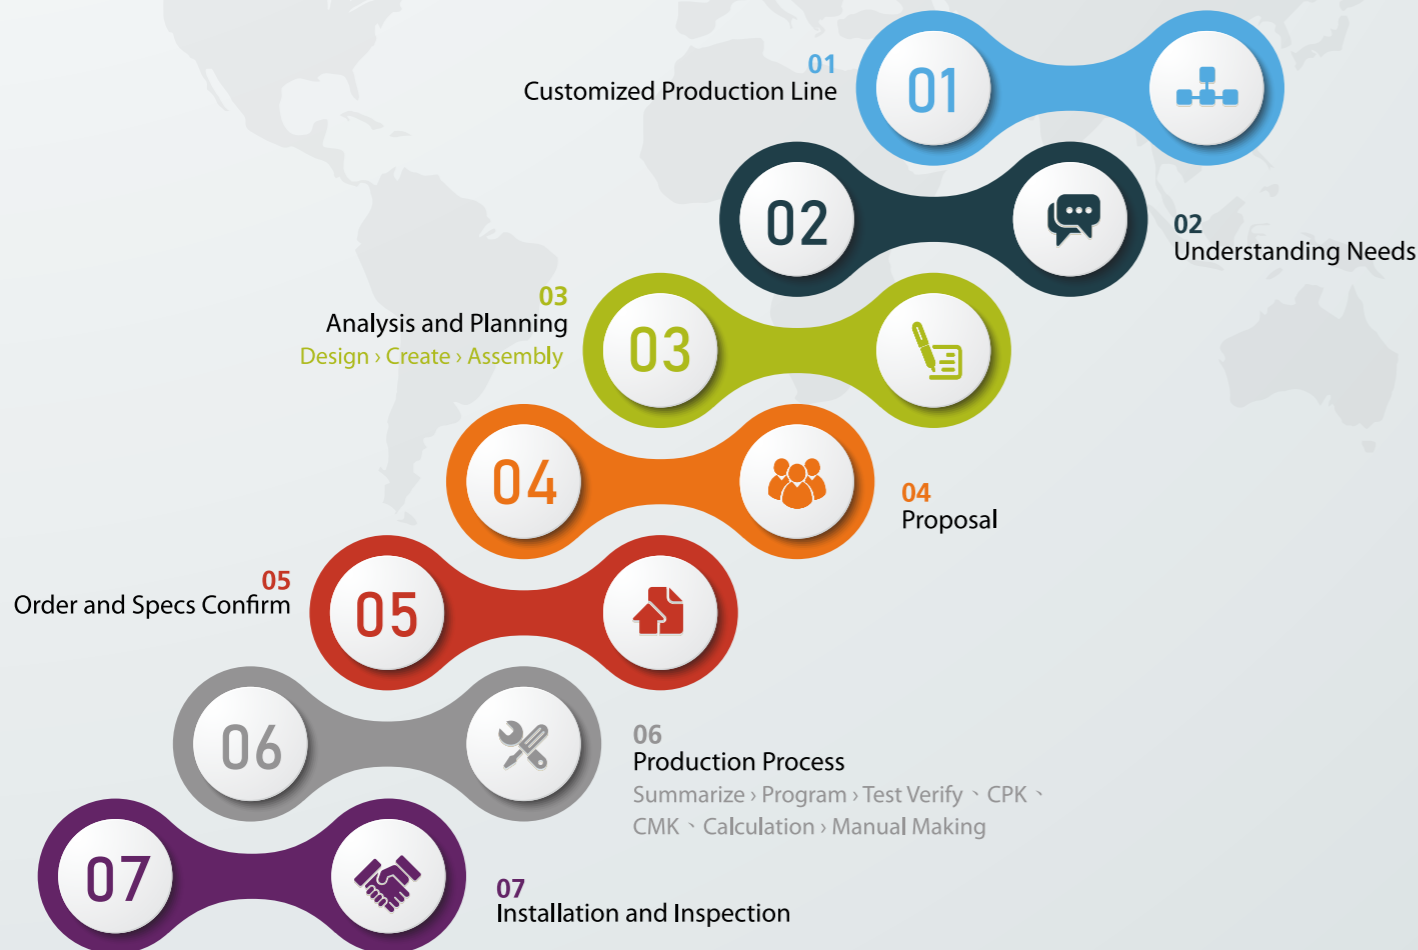 01
Customized Production Line
01
02
02
Understanding Needs
03
Analysis and Planning
Design › Create › Assembly
03
04
04
Proposal
05
Order and Specs Confirm
05
06
06
Production Process
Summarize › Program › Test Verify、CPK、
CMK、Calculation › Manual Making
07
07
Installation and Inspection